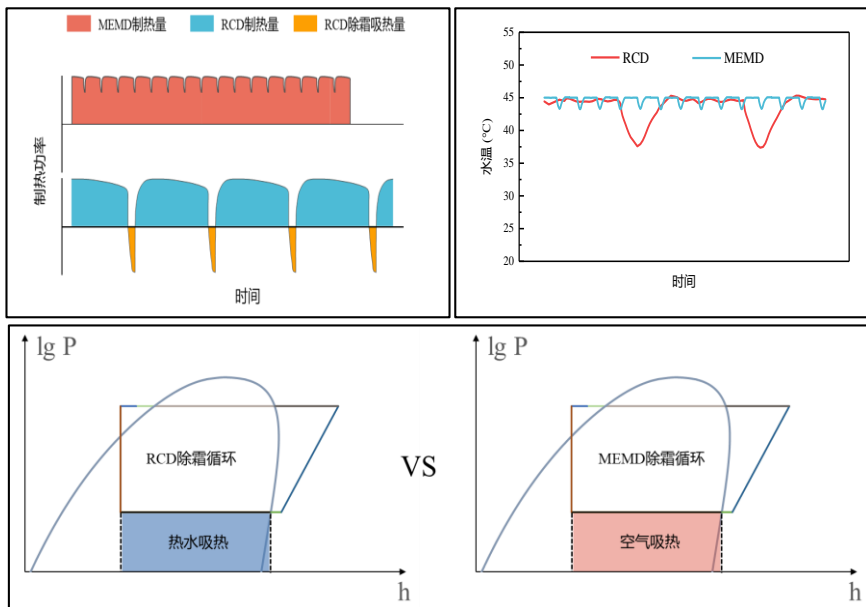 MEMD制热量 RCD制热量 RCD除霜吸热量
制热功率
时间
RCD MEMD
55
50
45
40
35
30
25
20
水温 (°C)
时间
lg P
RCD除霜循环
热水吸热
h
VS
lg P
MEMD除霜循环
空气吸热
h